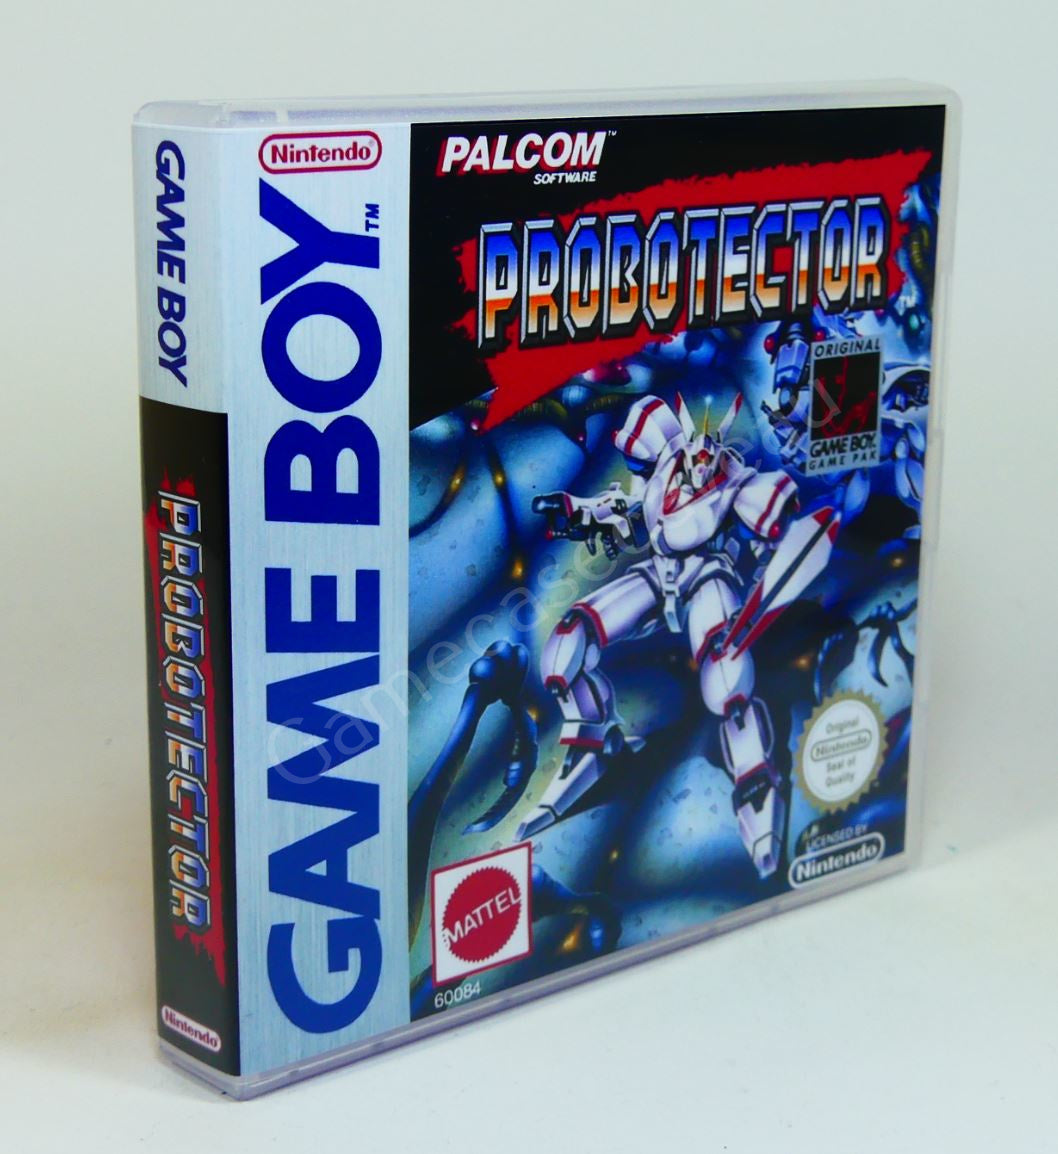 GAME BOY
PROBOTECTOR
Nintendo
Nintendo
GAME BOY™
PALCOM™
SOFTWARE
PROBOTECTOR™
ORIGINAL
GAME BOY
GAME PAK
Original
Nintendo
Seal of
Quality
LICENSED BY
Nintendo
MATTEL
60084